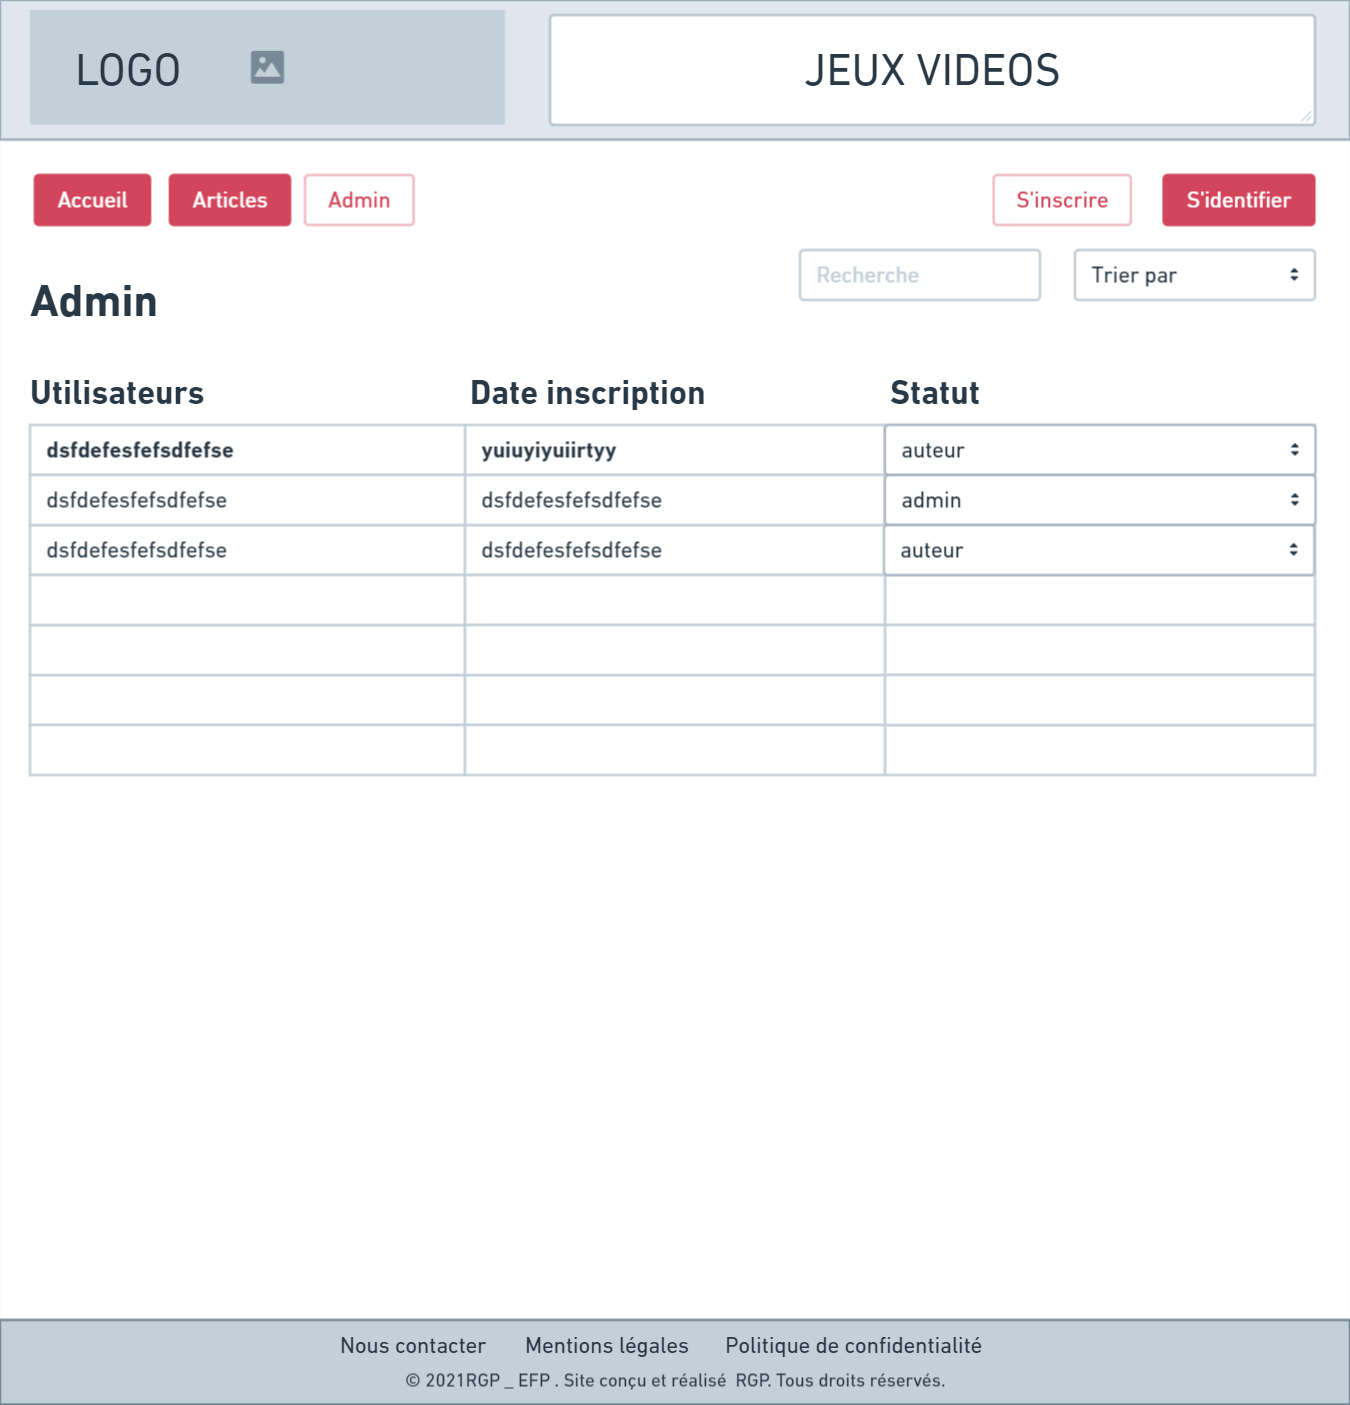 LOGO JEUX VIDEOS
Accueil Articles Admin S'inscrire S'identifier
Recherche Trier par
Admin
Utilisateurs Date inscription Statut
dsfdefesfefsdfefse yuiuyiyuiirtyy auteur
dsfdefesfefsdfefse dsfdefesfefsdfefse admin
dsfdefesfefsdfefse dsfdefesfefsdfefse auteur
Nous contacter Mentions légales Politique de confidentialité
© 2021RGP _ EFP . Site conçu et réalisé RGP. Tous droits réservés.